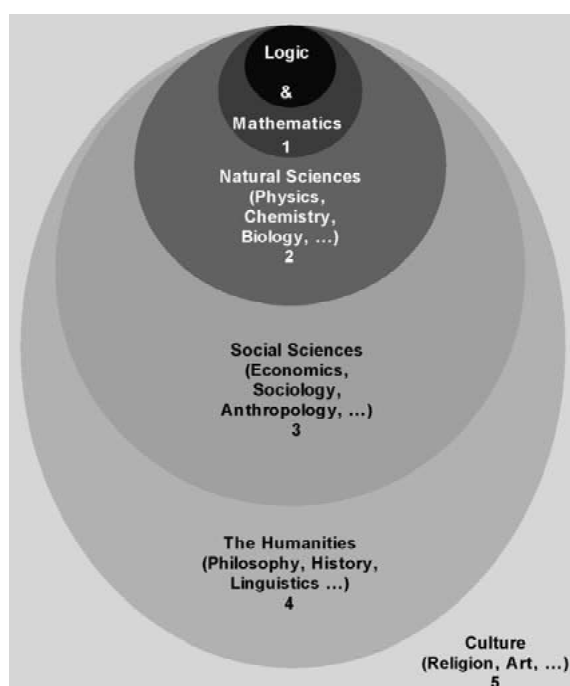 Logic
&
Mathematics
1
Natural Sciences
(Physics,
Chemistry,
Biology, ...)
2
Social Sciences
(Economics,
Sociology,
Anthropology, ...)
3
The Humanities
(Philosophy, History,
Linguistics ...)
4
Culture
(Religion, Art, ...)
5